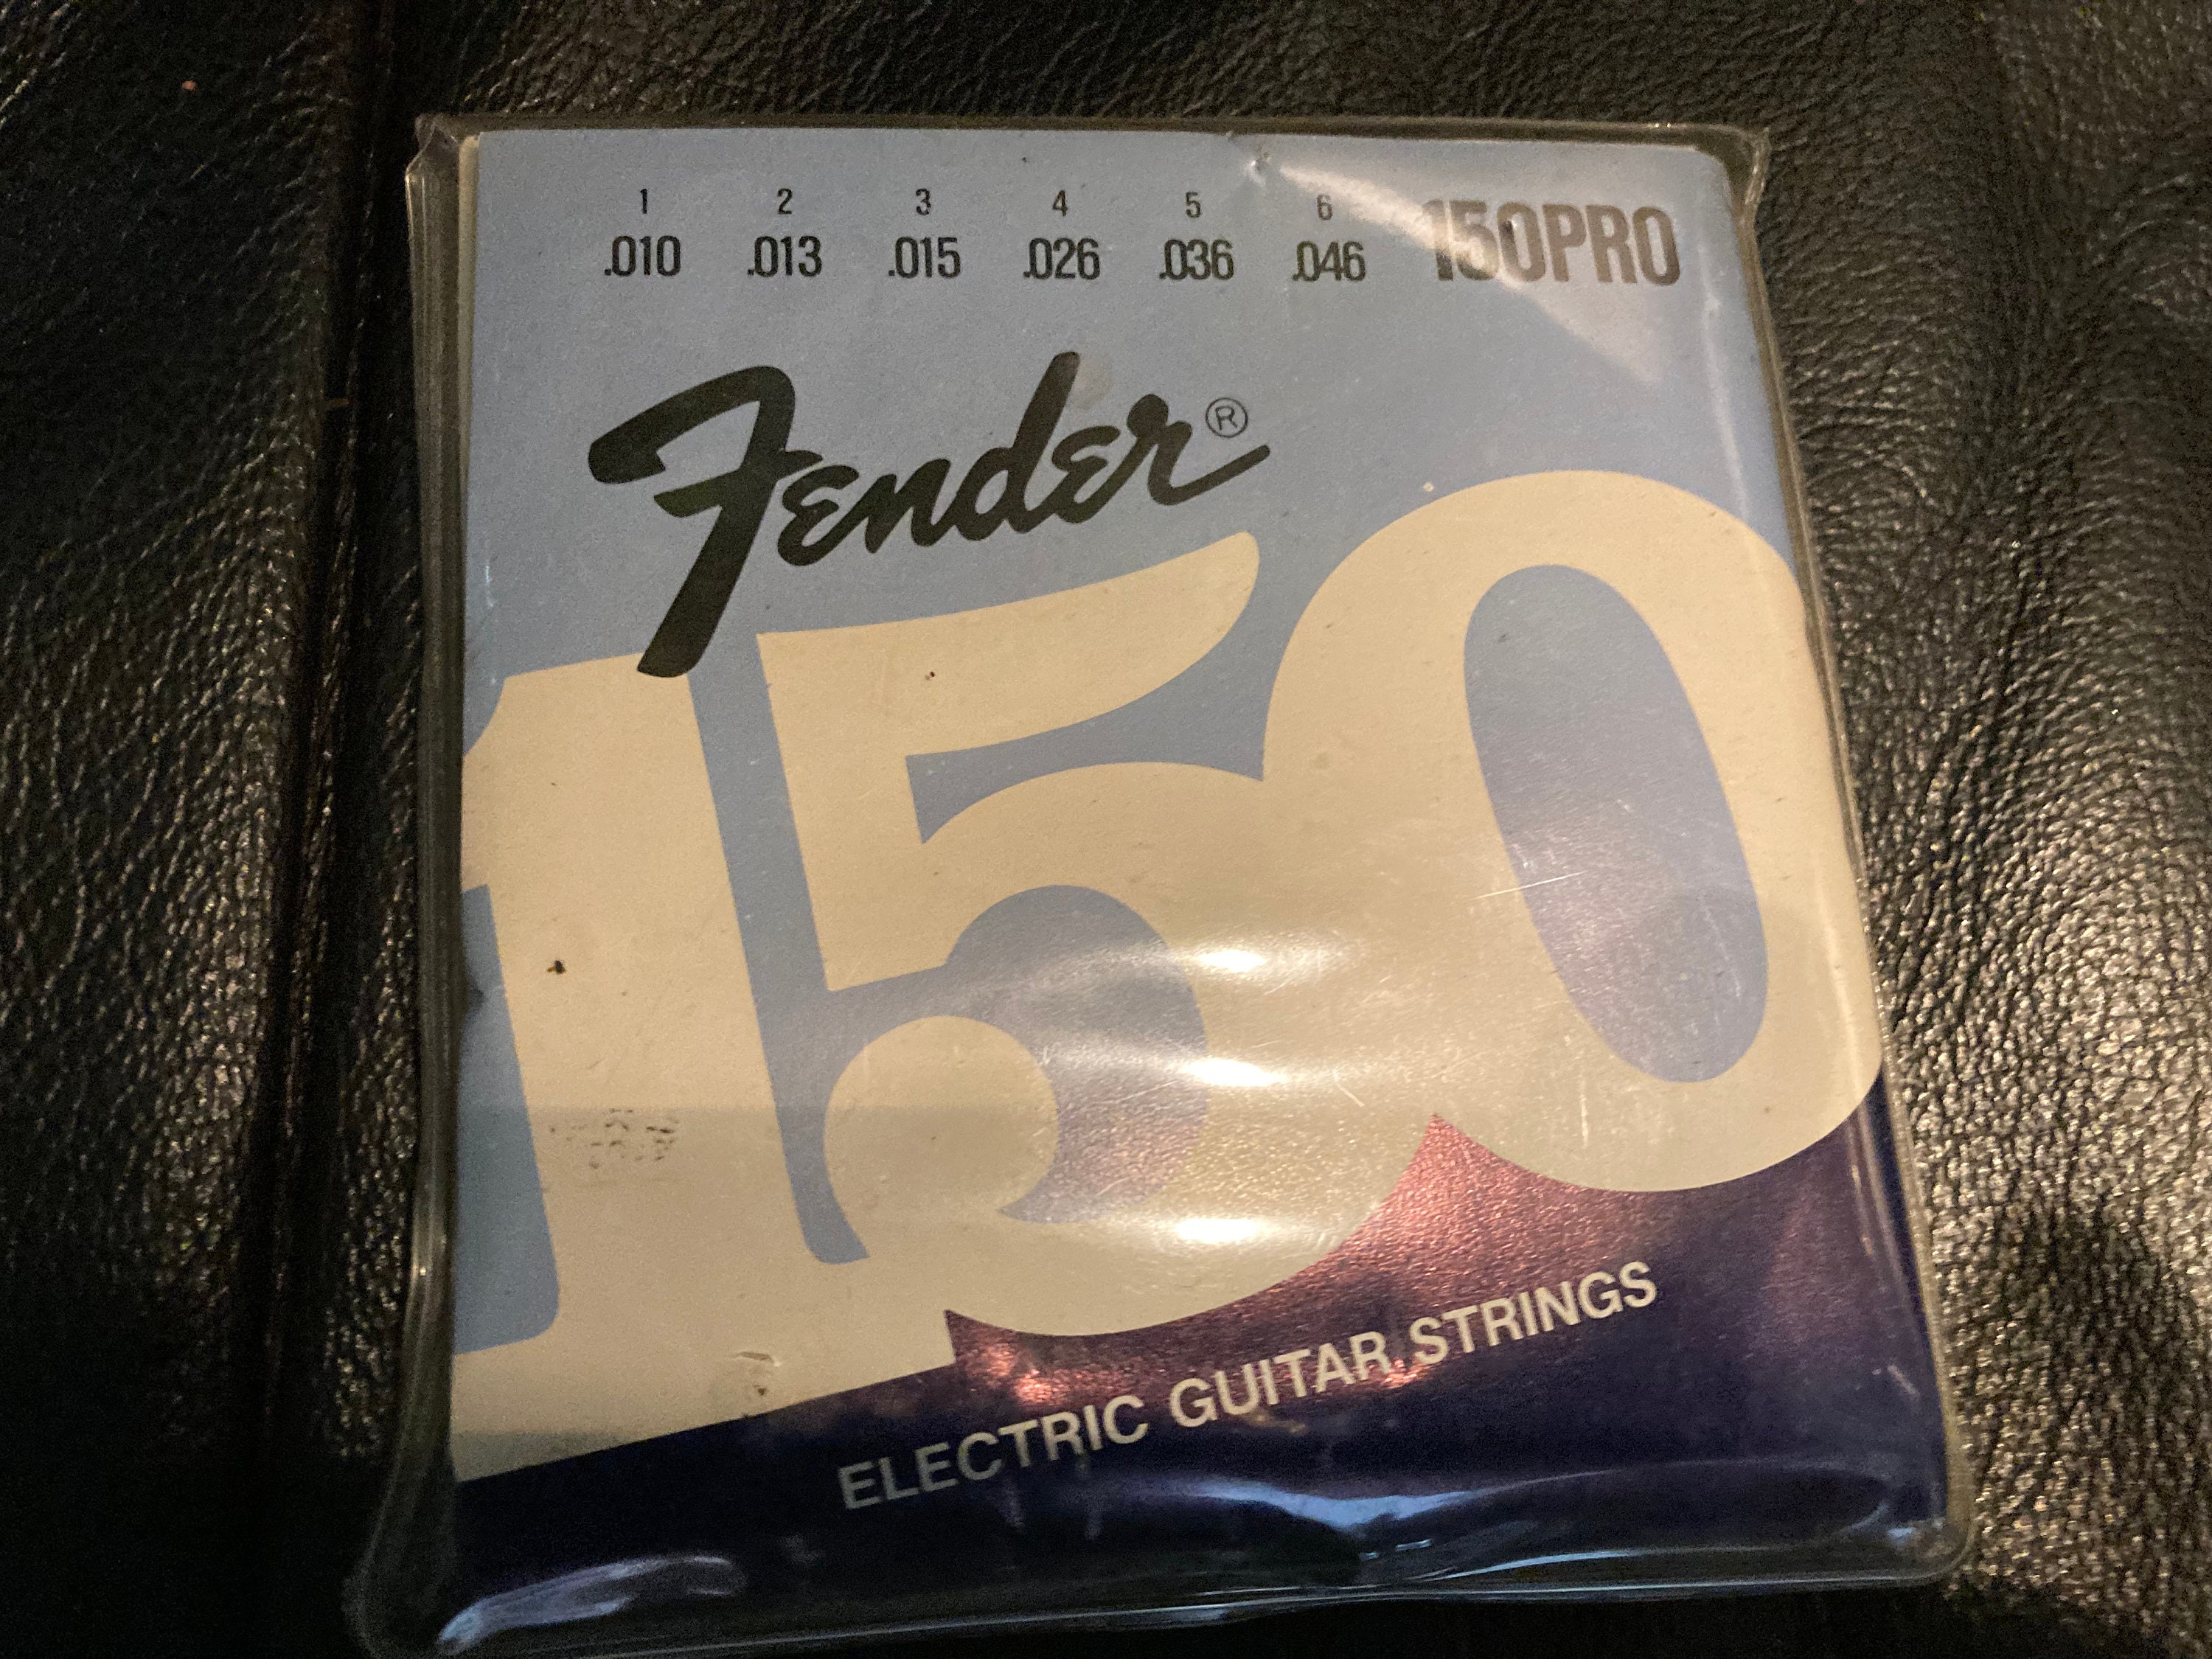 1 2 3 4 5 6
.010 .013 .015 .026 .036 .046 150PRO
Fender®
150
ELECTRIC GUITAR STRINGS